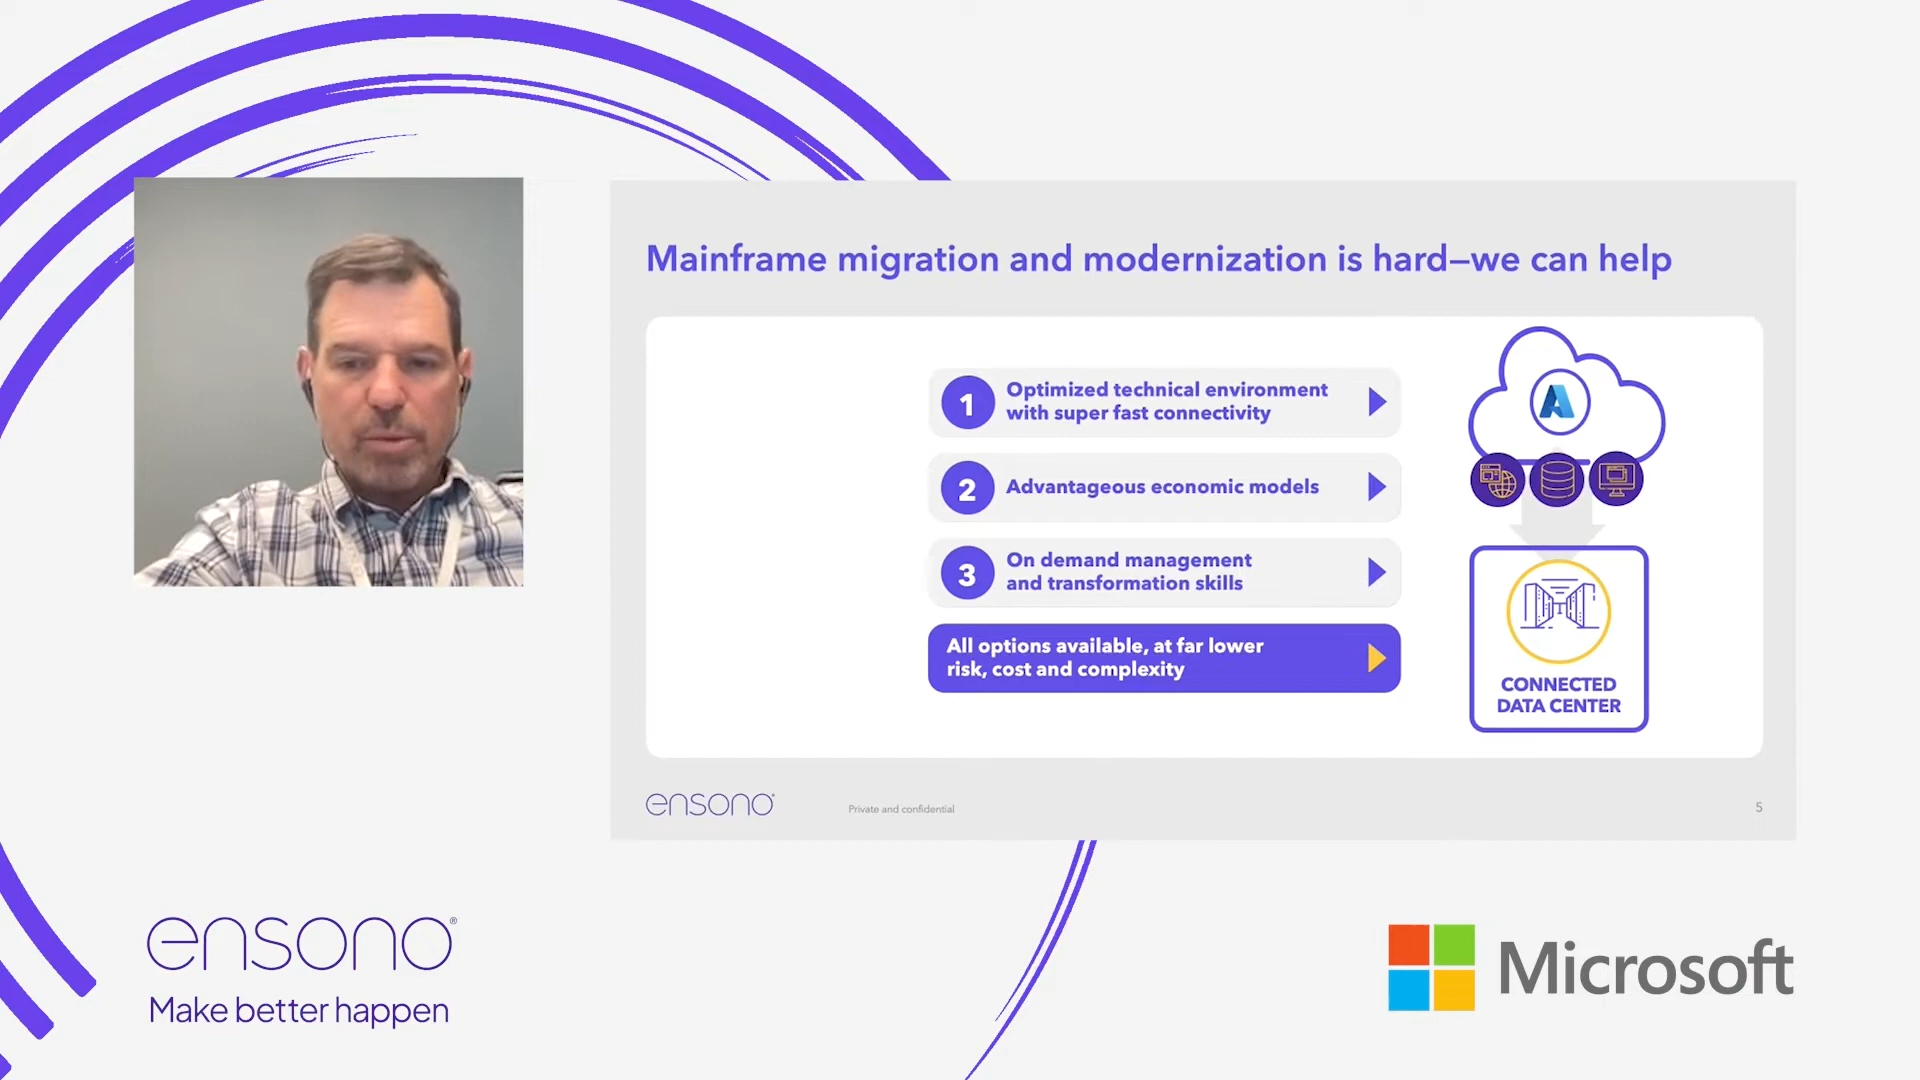 Mainframe migration and modernization is hard—we can help
1
Optimized technical environment
with super fast connectivity
2
Advantageous economic models
3
On demand management
and transformation skills
All options available, at far lower
risk, cost and complexity
CONNECTED
DATA CENTER
ensono
Private and confidential
5
ensono®
Make better happen
Microsoft